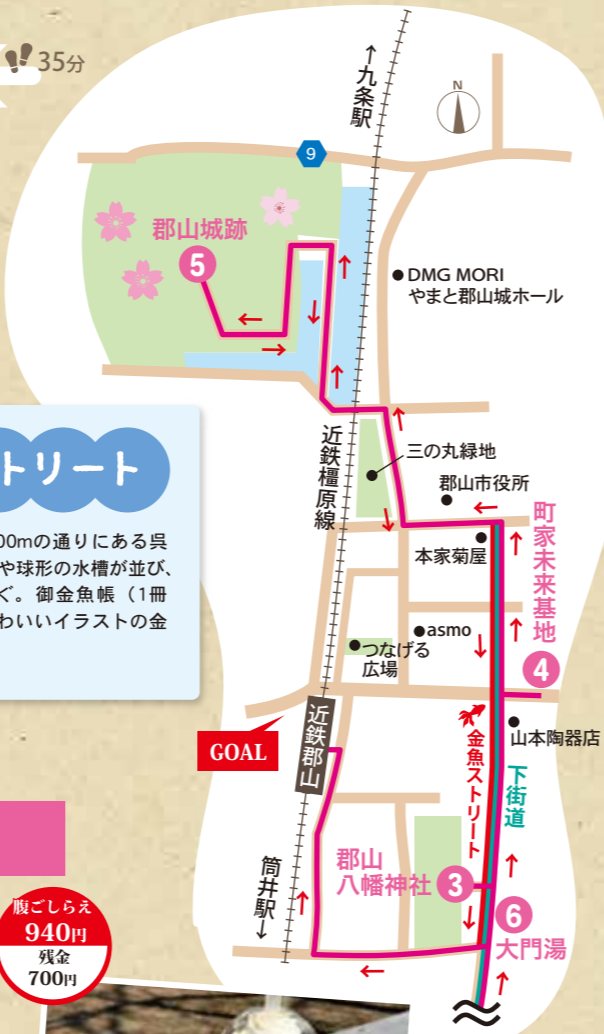 35分
↑九条駅
N
9
郡山城跡
5
DMG MORI
やまと郡山城ホール
トリート
00mの通りにある呉
や球形の水槽が並び、
ぐ。御金魚帳（1冊
わいいイラストの金
近鉄橿原線
三の丸緑地
郡山市役所
本家菊屋
町家未来基地
4
asmo
つなげる
広場
山本陶器店
GOAL
近鉄郡山
金魚ストリート
下街道
郡山
八幡神社
3
6
大門湯
筒井駅↓
腹ごしらえ
940円
残金
700円